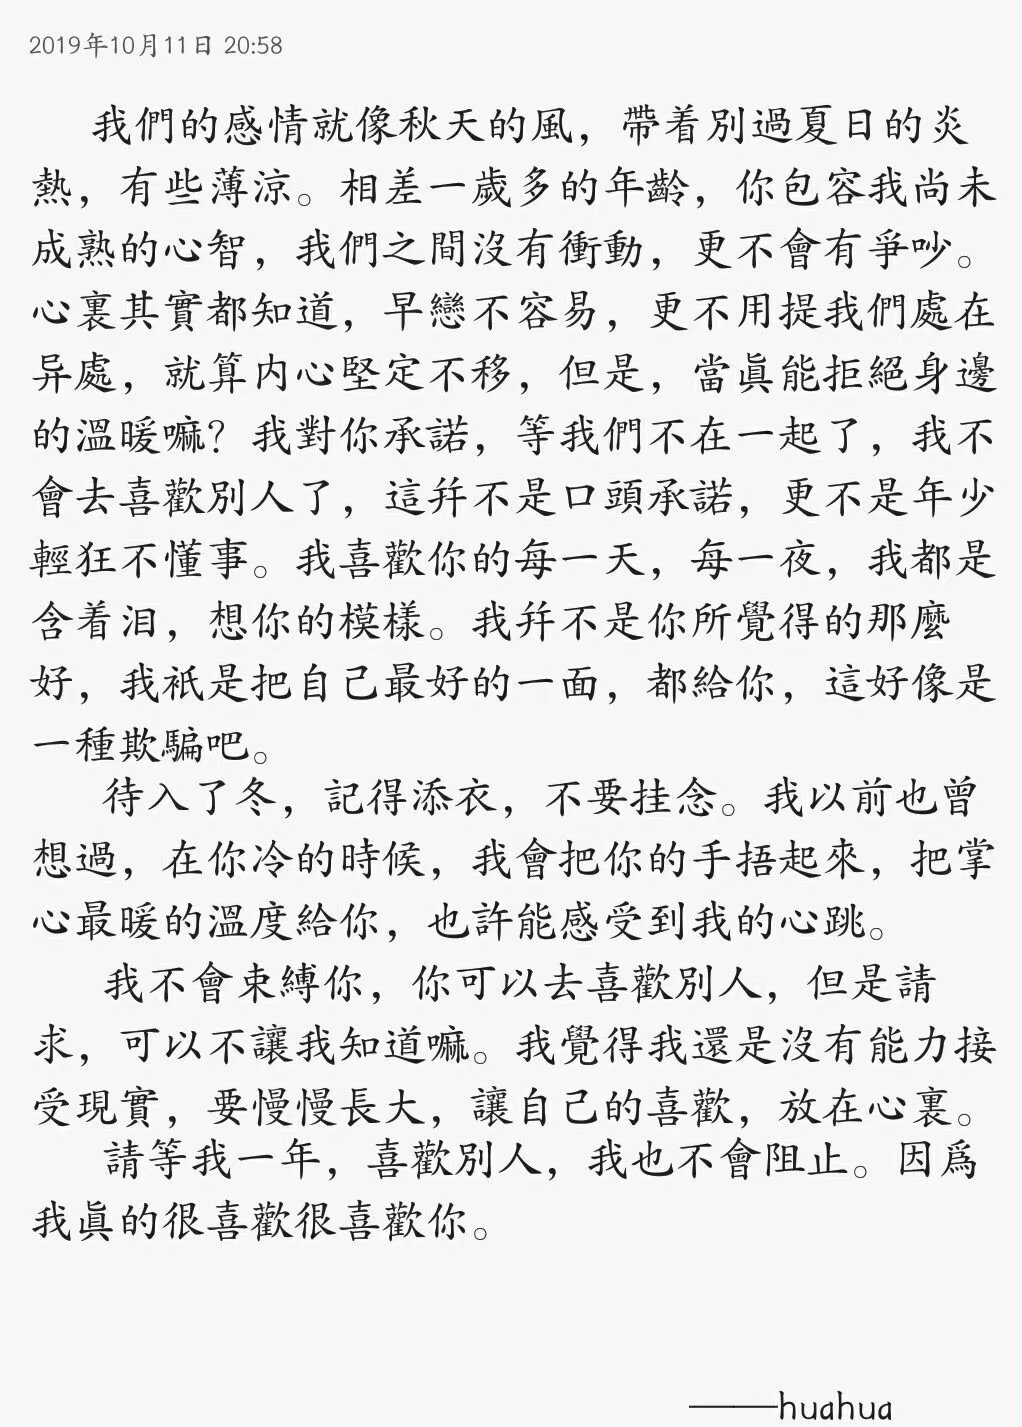 2019年10月11日 20:58
我們的感情就像秋天的風，帶着別過夏日的炎
熱，有些薄涼。相差一歲多的年齡，你包容我尚未
成熟的心智，我們之間沒有衝動，更不會有爭吵。
心裏其實都知道，早戀不容易，更不用提我們處在
异處，就算内心堅定不移，但是，當眞能拒絕身邊
的溫暖嘛？我對你承諾，等我們不在一起了，我不
會去喜歡別人了，這幷不是口頭承諾，更不是年少
輕狂不懂事。我喜歡你的每一天，每一夜，我都是
含着泪，想你的模樣。我幷不是你所覺得的那麼
好，我衹是把自己最好的一面，都給你，這好像是
一種欺騙吧。
待入了冬，記得添衣，不要挂念。我以前也曾
想過，在你冷的時候，我會把你的手捂起來，把掌
心最暖的溫度給你，也許能感受到我的心跳。
我不會束縛你，你可以去喜歡別人，但是請
求，可以不讓我知道嘛。我覺得我還是沒有能力接
受現實，要慢慢長大，讓自己的喜歡，放在心裏。
請等我一年，喜歡別人，我也不會阻止。因爲
我眞的很喜歡很喜歡你。
——huahua